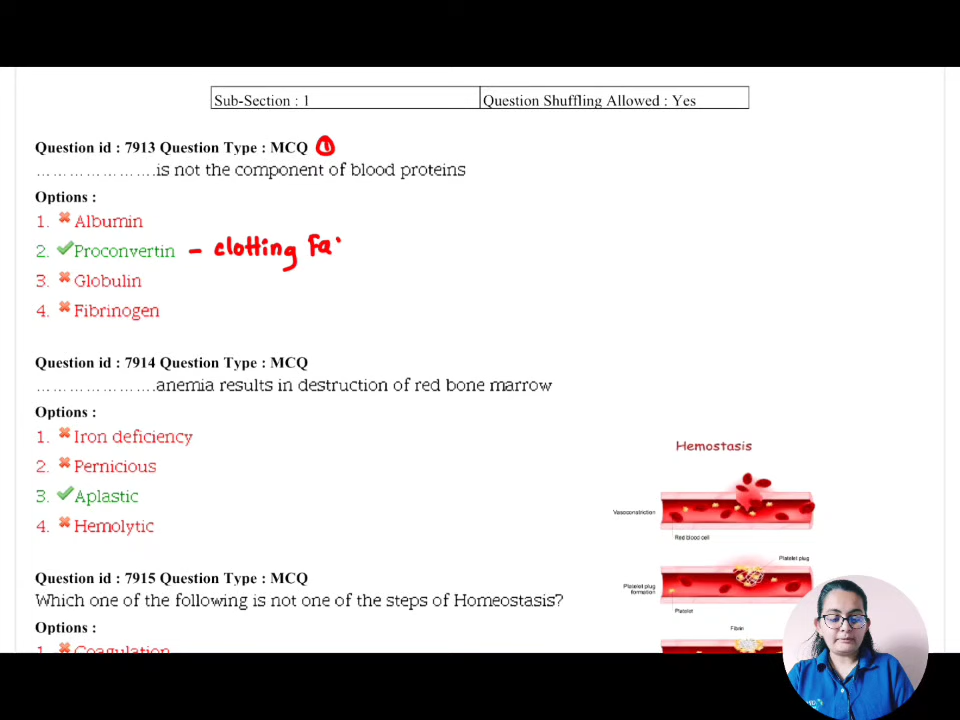 Sub-Section : 1 Question Shuffling Allowed : Yes
Question id : 7913 Question Type : MCQ 1
………………….is not the component of blood proteins
Options :
1. Albumin
2. Proconvertin – clotting Fa
3. Globulin
4. Fibrinogen
Question id : 7914 Question Type : MCQ
………………….anemia results in destruction of red bone marrow
Options :
1. Iron deficiency
2. Pernicious
3. Aplastic
4. Hemolytic
Hemostasis
Vasoconstriction
Red blood cell
Platelet plug
Platelet plug
formation
Platelet
Fibrin
Question id : 7915 Question Type : MCQ
Which one of the following is not one of the steps of Homeostasis?
Options :
1. Coagulation